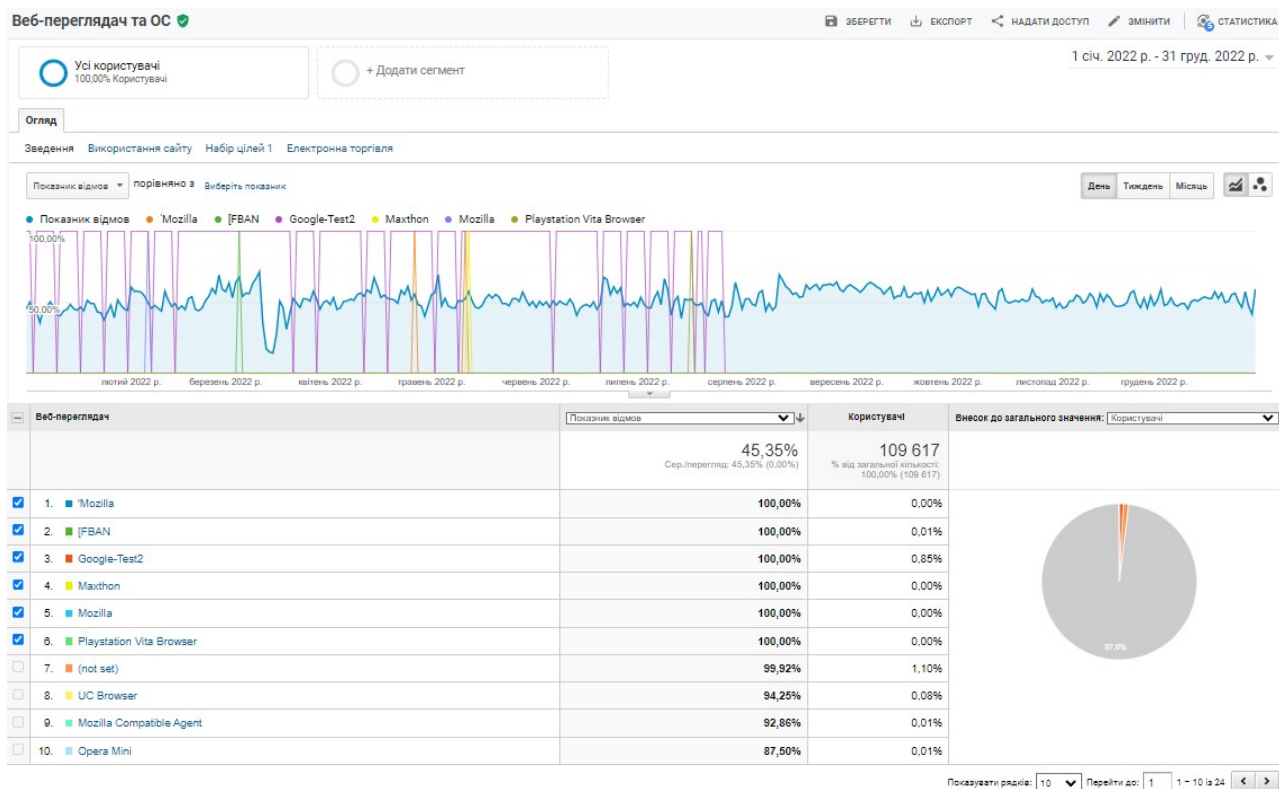 Веб-переглядач та ОС
ЗБЕРЕГТИ ЕКСПОРТ НАДАТИ ДОСТУП ЗМІНИТИ СТАТИСТИКА
Усі користувачі
100,00% Користувачі
+ Додати сегмент
1 січ. 2022 р. - 31 груд. 2022 р.
Огляд
Зведення Використання сайту Набір цілей 1 Електронна торгівля
Показник відмов порівняно з Виберіть показник
День Тиждень Місяць
Показник відмов 'Mozilla [FBAN Google-Test2 Maxthon Mozilla Playstation Vita Browser
100,00%
50,00%
лютий 2022 р. березень 2022 р. квітень 2022 р. травень 2022 р. червень 2022 р. липень 2022 р. серпень 2022 р. вересень 2022 р. жовтень 2022 р. листопад 2022 р. грудень 2022 р.
Веб-переглядач Показник відмов Користувачі Внесок до загального значення: Користувачі
45,35% 109 617
Сер./перегляд: 45,35% (0,00%) % від загальної кількості:
100,00% (109 617)
1. 'Mozilla 100,00% 0,00%
2. [FBAN 100,00% 0,01%
3. Google-Test2 100,00% 0,85%
4. Maxthon 100,00% 0,00%
5. Mozilla 100,00% 0,00%
6. Playstation Vita Browser 100,00% 0,00%
97,9%
7. (not set) 99,92% 1,10%
8. UC Browser 94,25% 0,08%
9. Mozilla Compatible Agent 92,86% 0,01%
10. Opera Mini 87,50% 0,01%
Показувати рядків: 10 Перейти до: 1 1 – 10 із 24